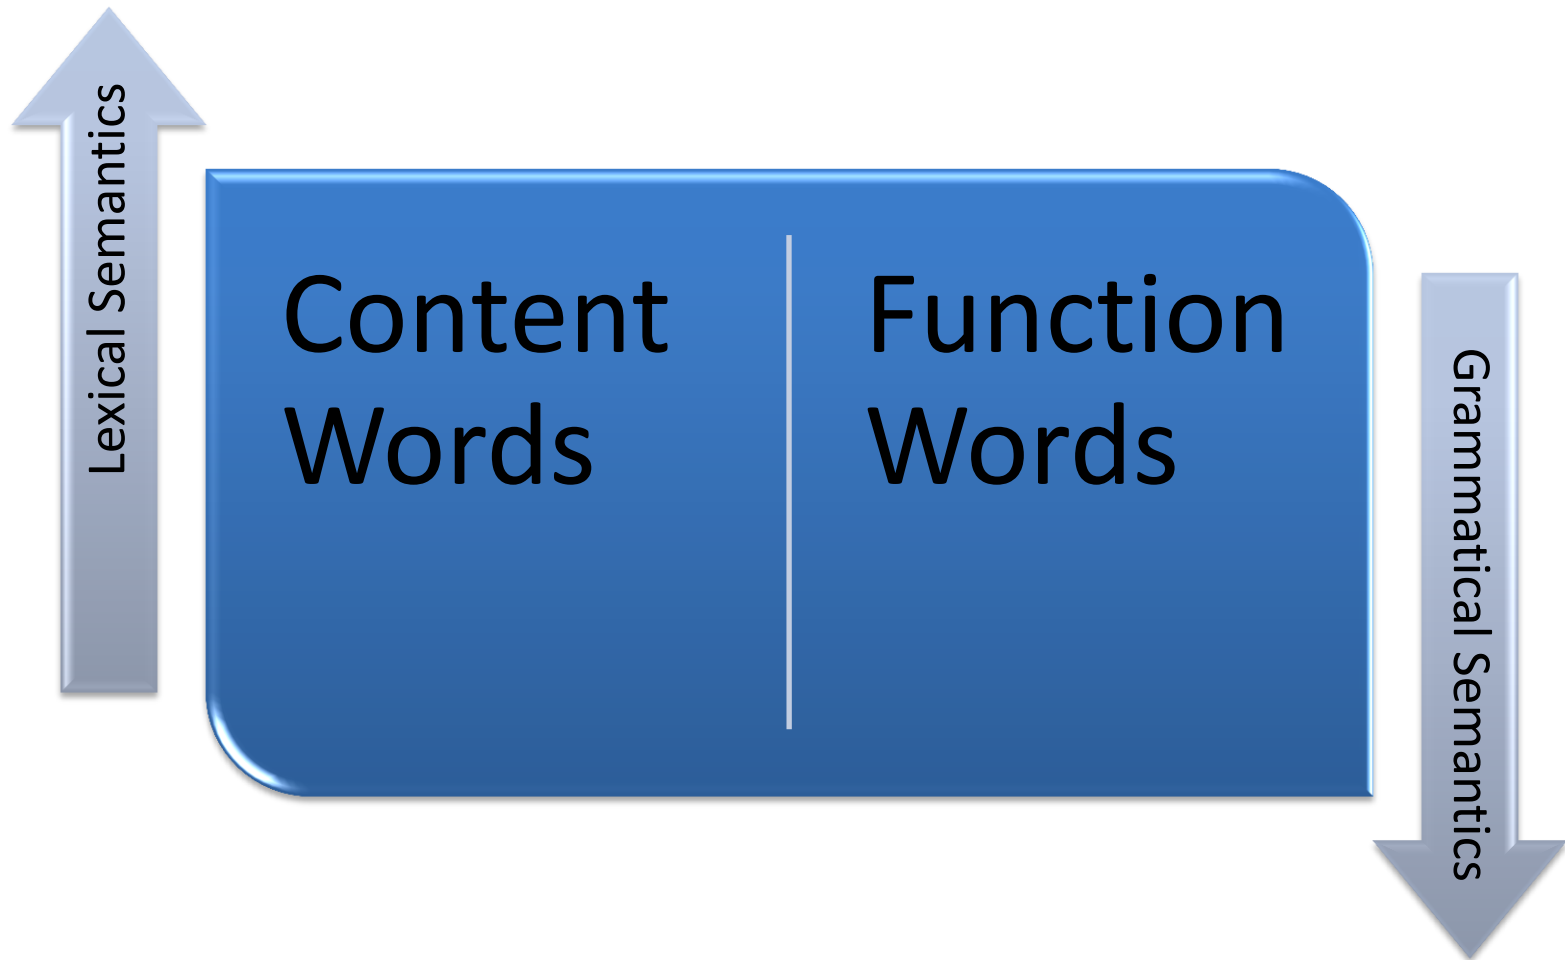 Lexical Semantics
Content
Words
Function
Words
Grammatical Semantics